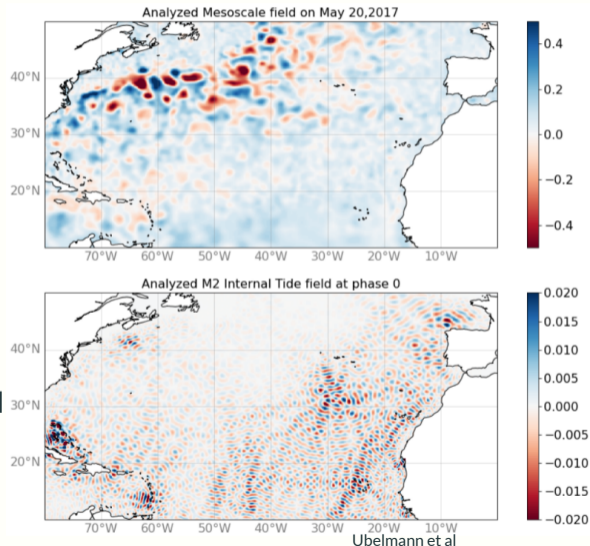 Analyzed Mesoscale field on May 20,2017
40°N
30°N
20°N
70°W 60°W 50°W 40°W 30°W 20°W 10°W
0.4
0.2
0.0
−0.2
−0.4
Analyzed M2 Internal Tide field at phase 0
40°N
30°N
20°N
70°W 60°W 50°W 40°W 30°W 20°W 10°W
0.020
0.015
0.010
0.005
0.000
−0.005
−0.010
−0.015
−0.020
Ubelmann et al